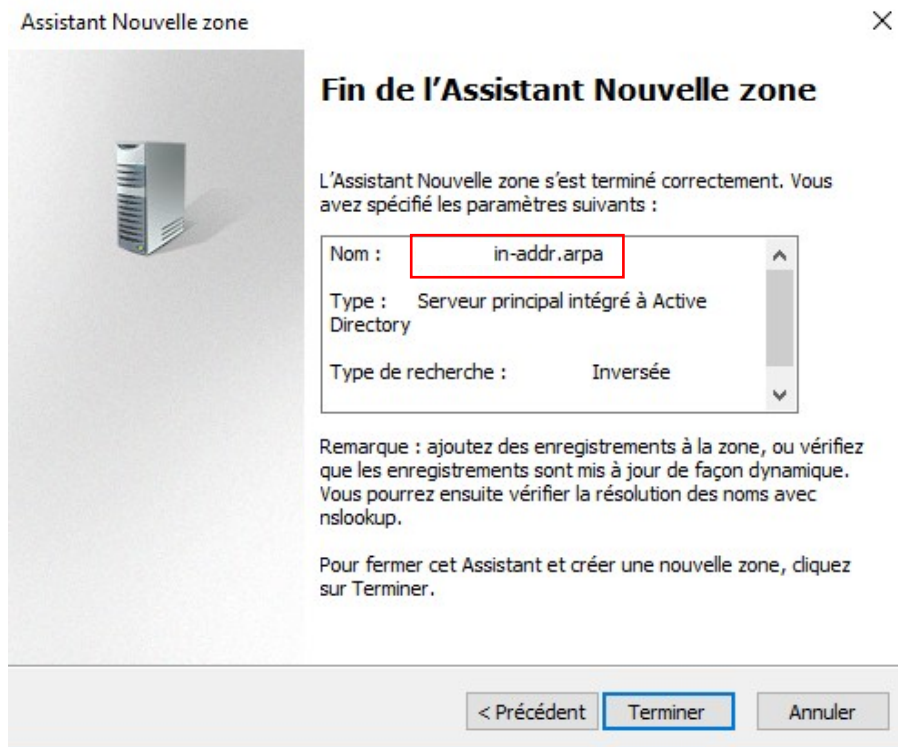 Assistant Nouvelle zone
Fin de l’Assistant Nouvelle zone
L’Assistant Nouvelle zone s’est terminé correctement. Vous
avez spécifié les paramètres suivants :
Nom : in-addr.arpa
Type : Serveur principal intégré à Active
Directory
Type de recherche : Inversée
Remarque : ajoutez des enregistrements à la zone, ou vérifiez
que les enregistrements sont mis à jour de façon dynamique.
Vous pourrez ensuite vérifier la résolution des noms avec
nslookup.
Pour fermer cet Assistant et créer une nouvelle zone, cliquez
sur Terminer.
< Précédent Terminer Annuler